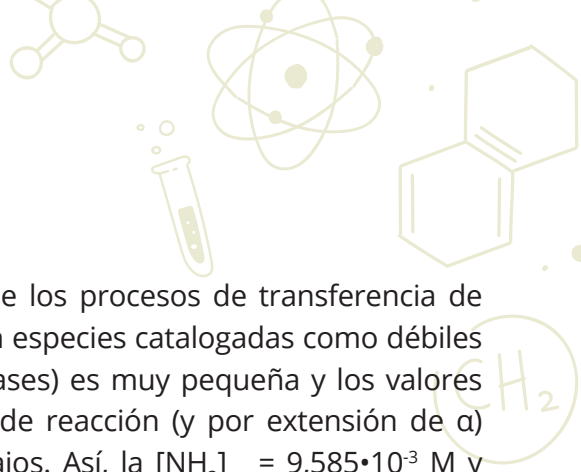 e los procesos de transferencia de
especies catalogadas como débiles
ases) es muy pequeña y los valores
de reacción (y por extensión de α)
ajos. Así, la [NH₃] = 9,585•10⁻³ M y
CH₂